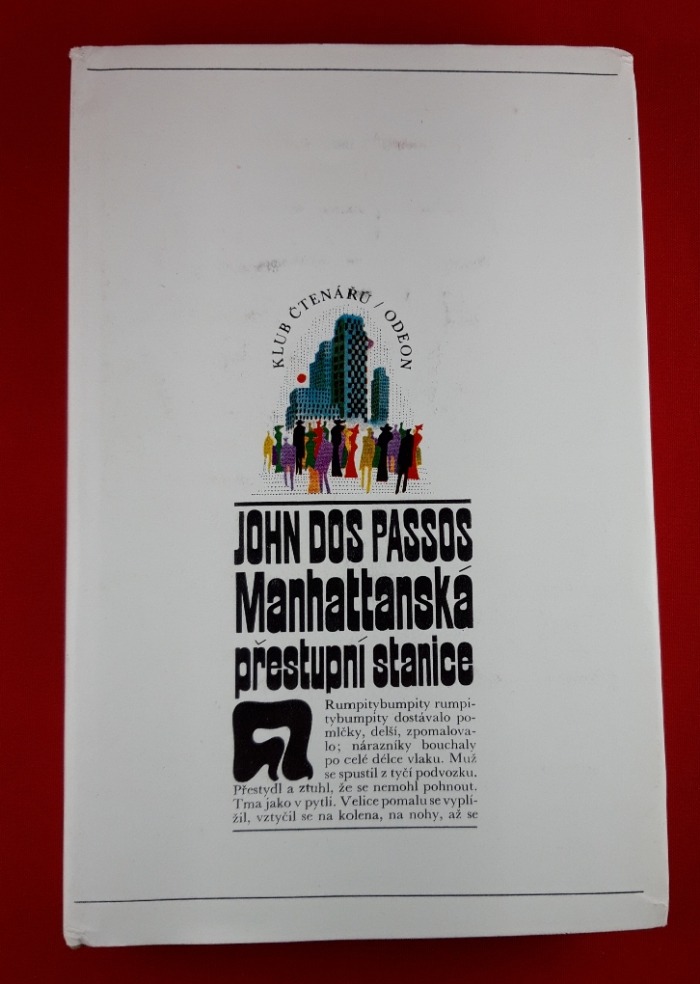 KLUB ČTENÁŘŮ / ODEON
JOHN DOS PASSOS
Manhattanská
přestupní stanice
Rumpitybumpity rumpi-
tybumpity dostávalo po-
mlčky, delší, zpomalova-
lo; nárazníky bouchaly
po celé délce vlaku. Muž
se spustil z tyčí podvozku.
Přestydl a ztuhl, že se nemohl pohnout.
Tma jako v pytli. Velice pomalu se vyplí-
žil, vztyčil se na kolena, na nohy, až se